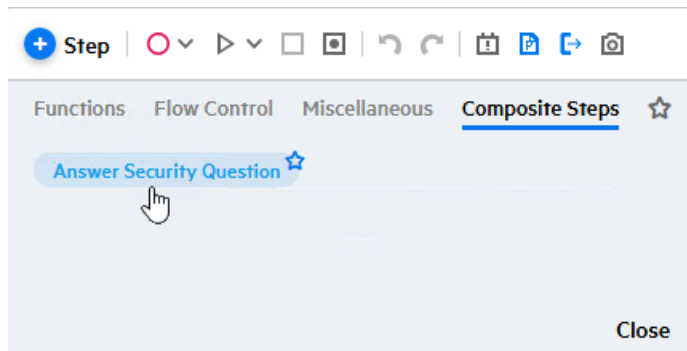 Step
Functions Flow Control Miscellaneous Composite Steps
Answer Security Question
Close